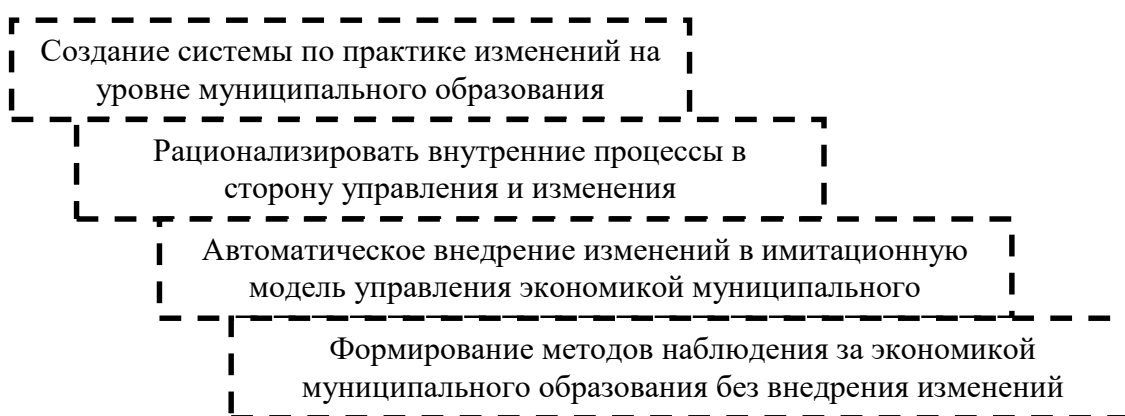 Создание системы по практике изменений на
уровне муниципального образования
Рационализировать внутренние процессы в
сторону управления и изменения
Автоматическое внедрение изменений в имитационную
модель управления экономикой муниципального
Формирование методов наблюдения за экономикой
муниципального образования без внедрения изменений